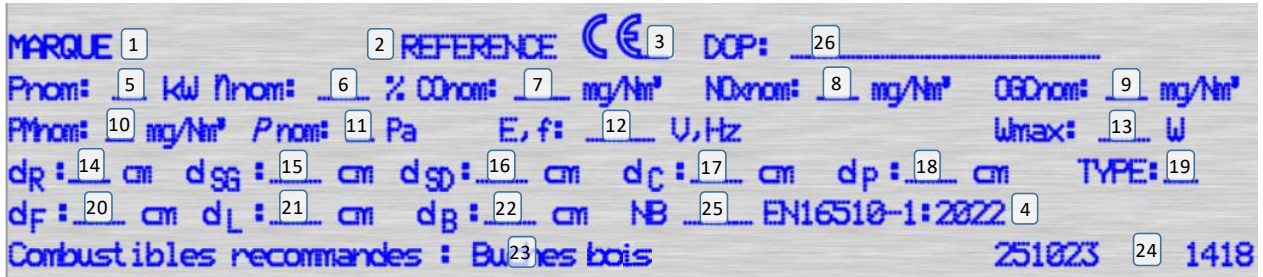 MARQUE 1 2 REFERENCE CE 3 DOP: 26
Pnom: 5 kW ηnom: 6 % COnom: 7 mg/Nm³ NOxnom: 8 mg/Nm³ OGCnom: 9 mg/Nm³
PMnom: 10 mg/Nm³ Pnom: 11 Pa E,f: 12 V,Hz Wmax: 13 W
dR : 14 cm dSG : 15 cm dSD : 16 cm dC : 17 cm dP : 18 cm TYPE: 19
dF : 20 cm dL : 21 cm dB : 22 cm NB 25 EN16510-1:2022 4
Combustibles recommandes : Buches 23 bois 251023 24 1418